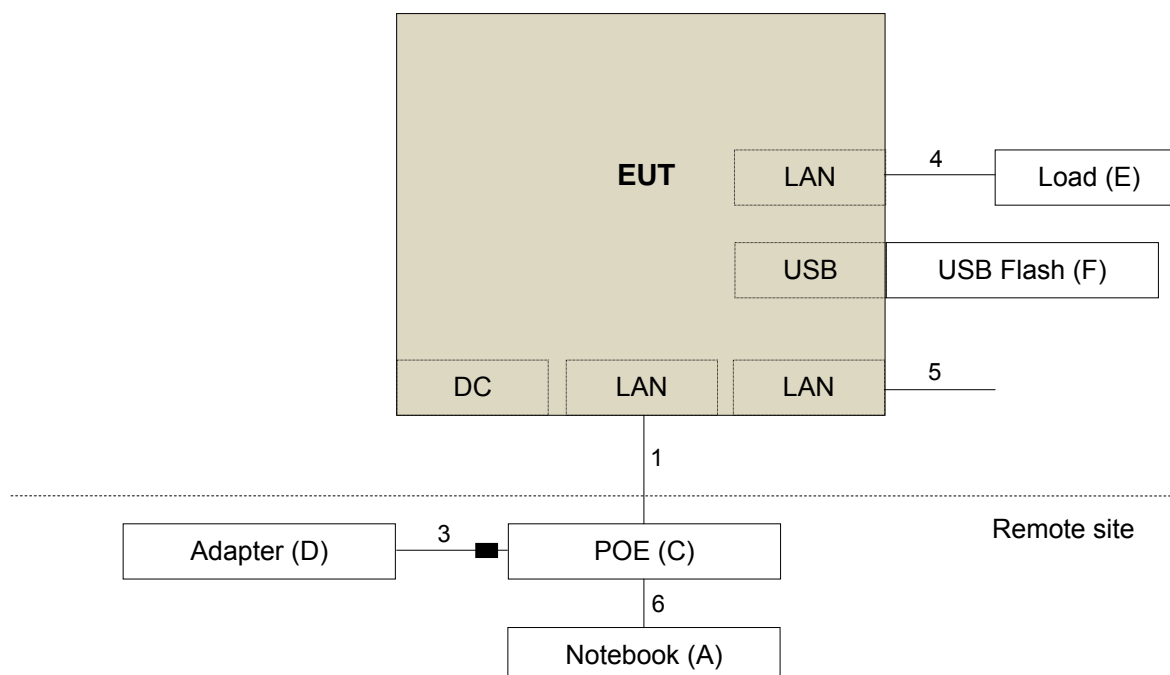 EUT
LAN
4
Load (E)
USB
USB Flash (F)
DC
LAN
LAN
5
1
Remote site
Adapter (D)
3
POE (C)
6
Notebook (A)